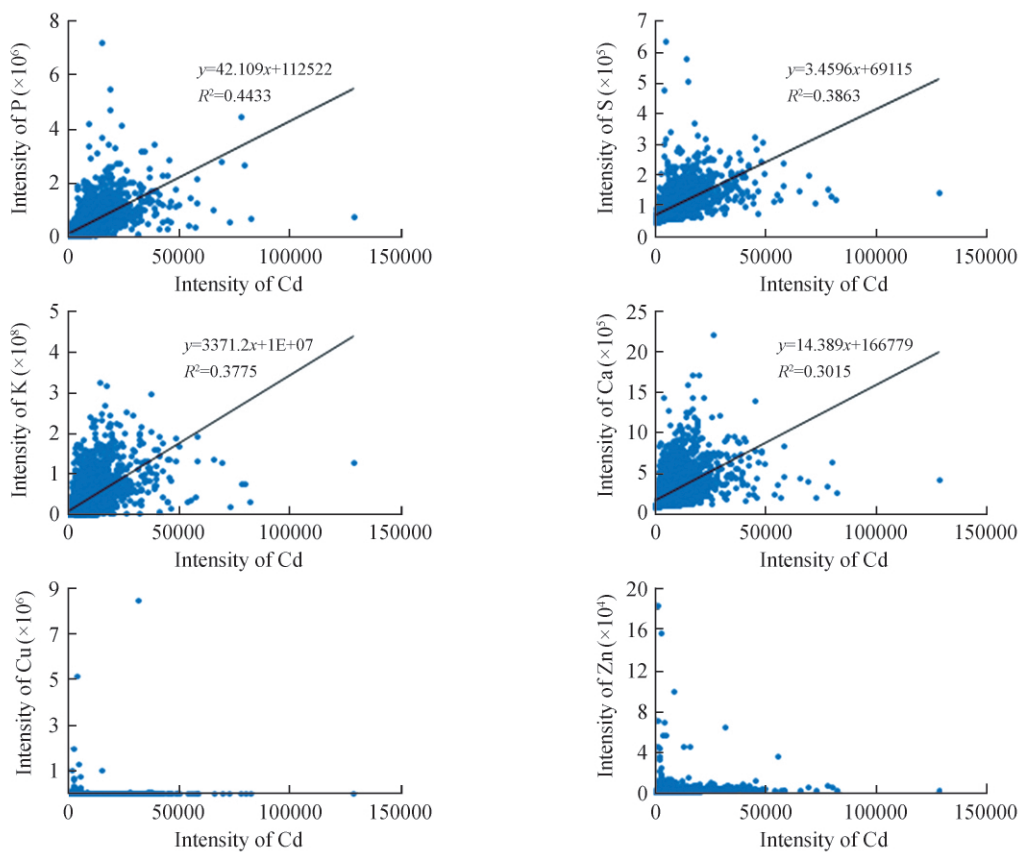 Intensity of P (×10⁶)
8
6
4
2
0
y=42.109x+112522
R²=0.4433
0 50000 100000 150000
Intensity of Cd
Intensity of S (×10⁵)
7
6
5
4
3
2
1
0
y=3.4596x+69115
R²=0.3863
0 50000 100000 150000
Intensity of Cd
Intensity of K (×10⁸)
5
4
3
2
1
0
y=3371.2x+1E+07
R²=0.3775
0 50000 100000 150000
Intensity of Cd
Intensity of Ca (×10⁵)
25
20
15
10
5
0
y=14.389x+166779
R²=0.3015
0 50000 100000 150000
Intensity of Cd
Intensity of Cu (×10⁶)
9
7
5
3
1
0 50000 100000 150000
Intensity of Cd
Intensity of Zn (×10⁴)
20
16
12
8
4
0
0 50000 100000 150000
Intensity of Cd